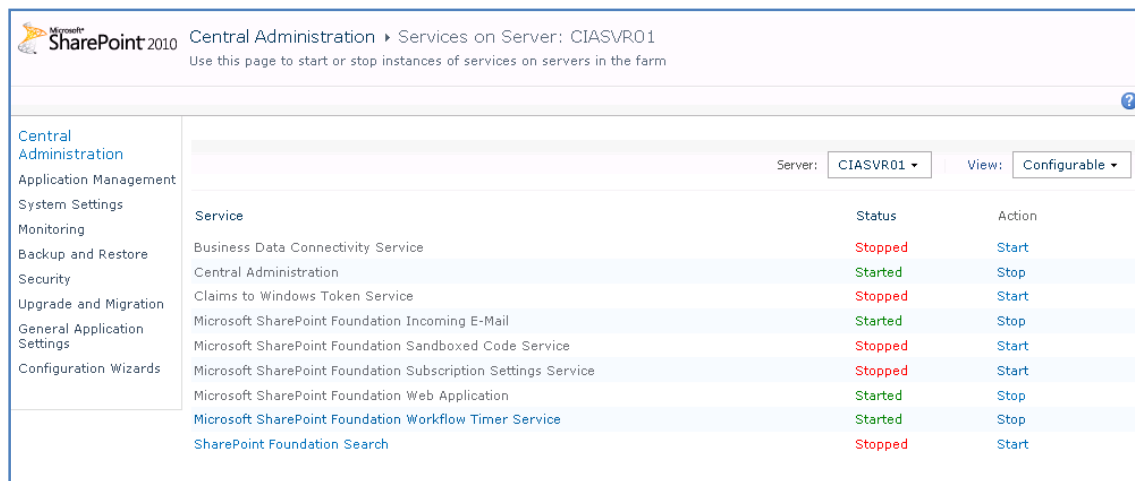 Microsoft
SharePoint 2010
Central Administration ▸ Services on Server: CIASVR01
Use this page to start or stop instances of services on servers in the farm
?
Central
Administration
Application Management
System Settings
Monitoring
Backup and Restore
Security
Upgrade and Migration
General Application
Settings
Configuration Wizards
Server: CIASVR01 View: Configurable
Service Status Action
Business Data Connectivity Service Stopped Start
Central Administration Started Stop
Claims to Windows Token Service Stopped Start
Microsoft SharePoint Foundation Incoming E-Mail Started Stop
Microsoft SharePoint Foundation Sandboxed Code Service Stopped Start
Microsoft SharePoint Foundation Subscription Settings Service Stopped Start
Microsoft SharePoint Foundation Web Application Started Stop
Microsoft SharePoint Foundation Workflow Timer Service Started Stop
SharePoint Foundation Search Stopped Start